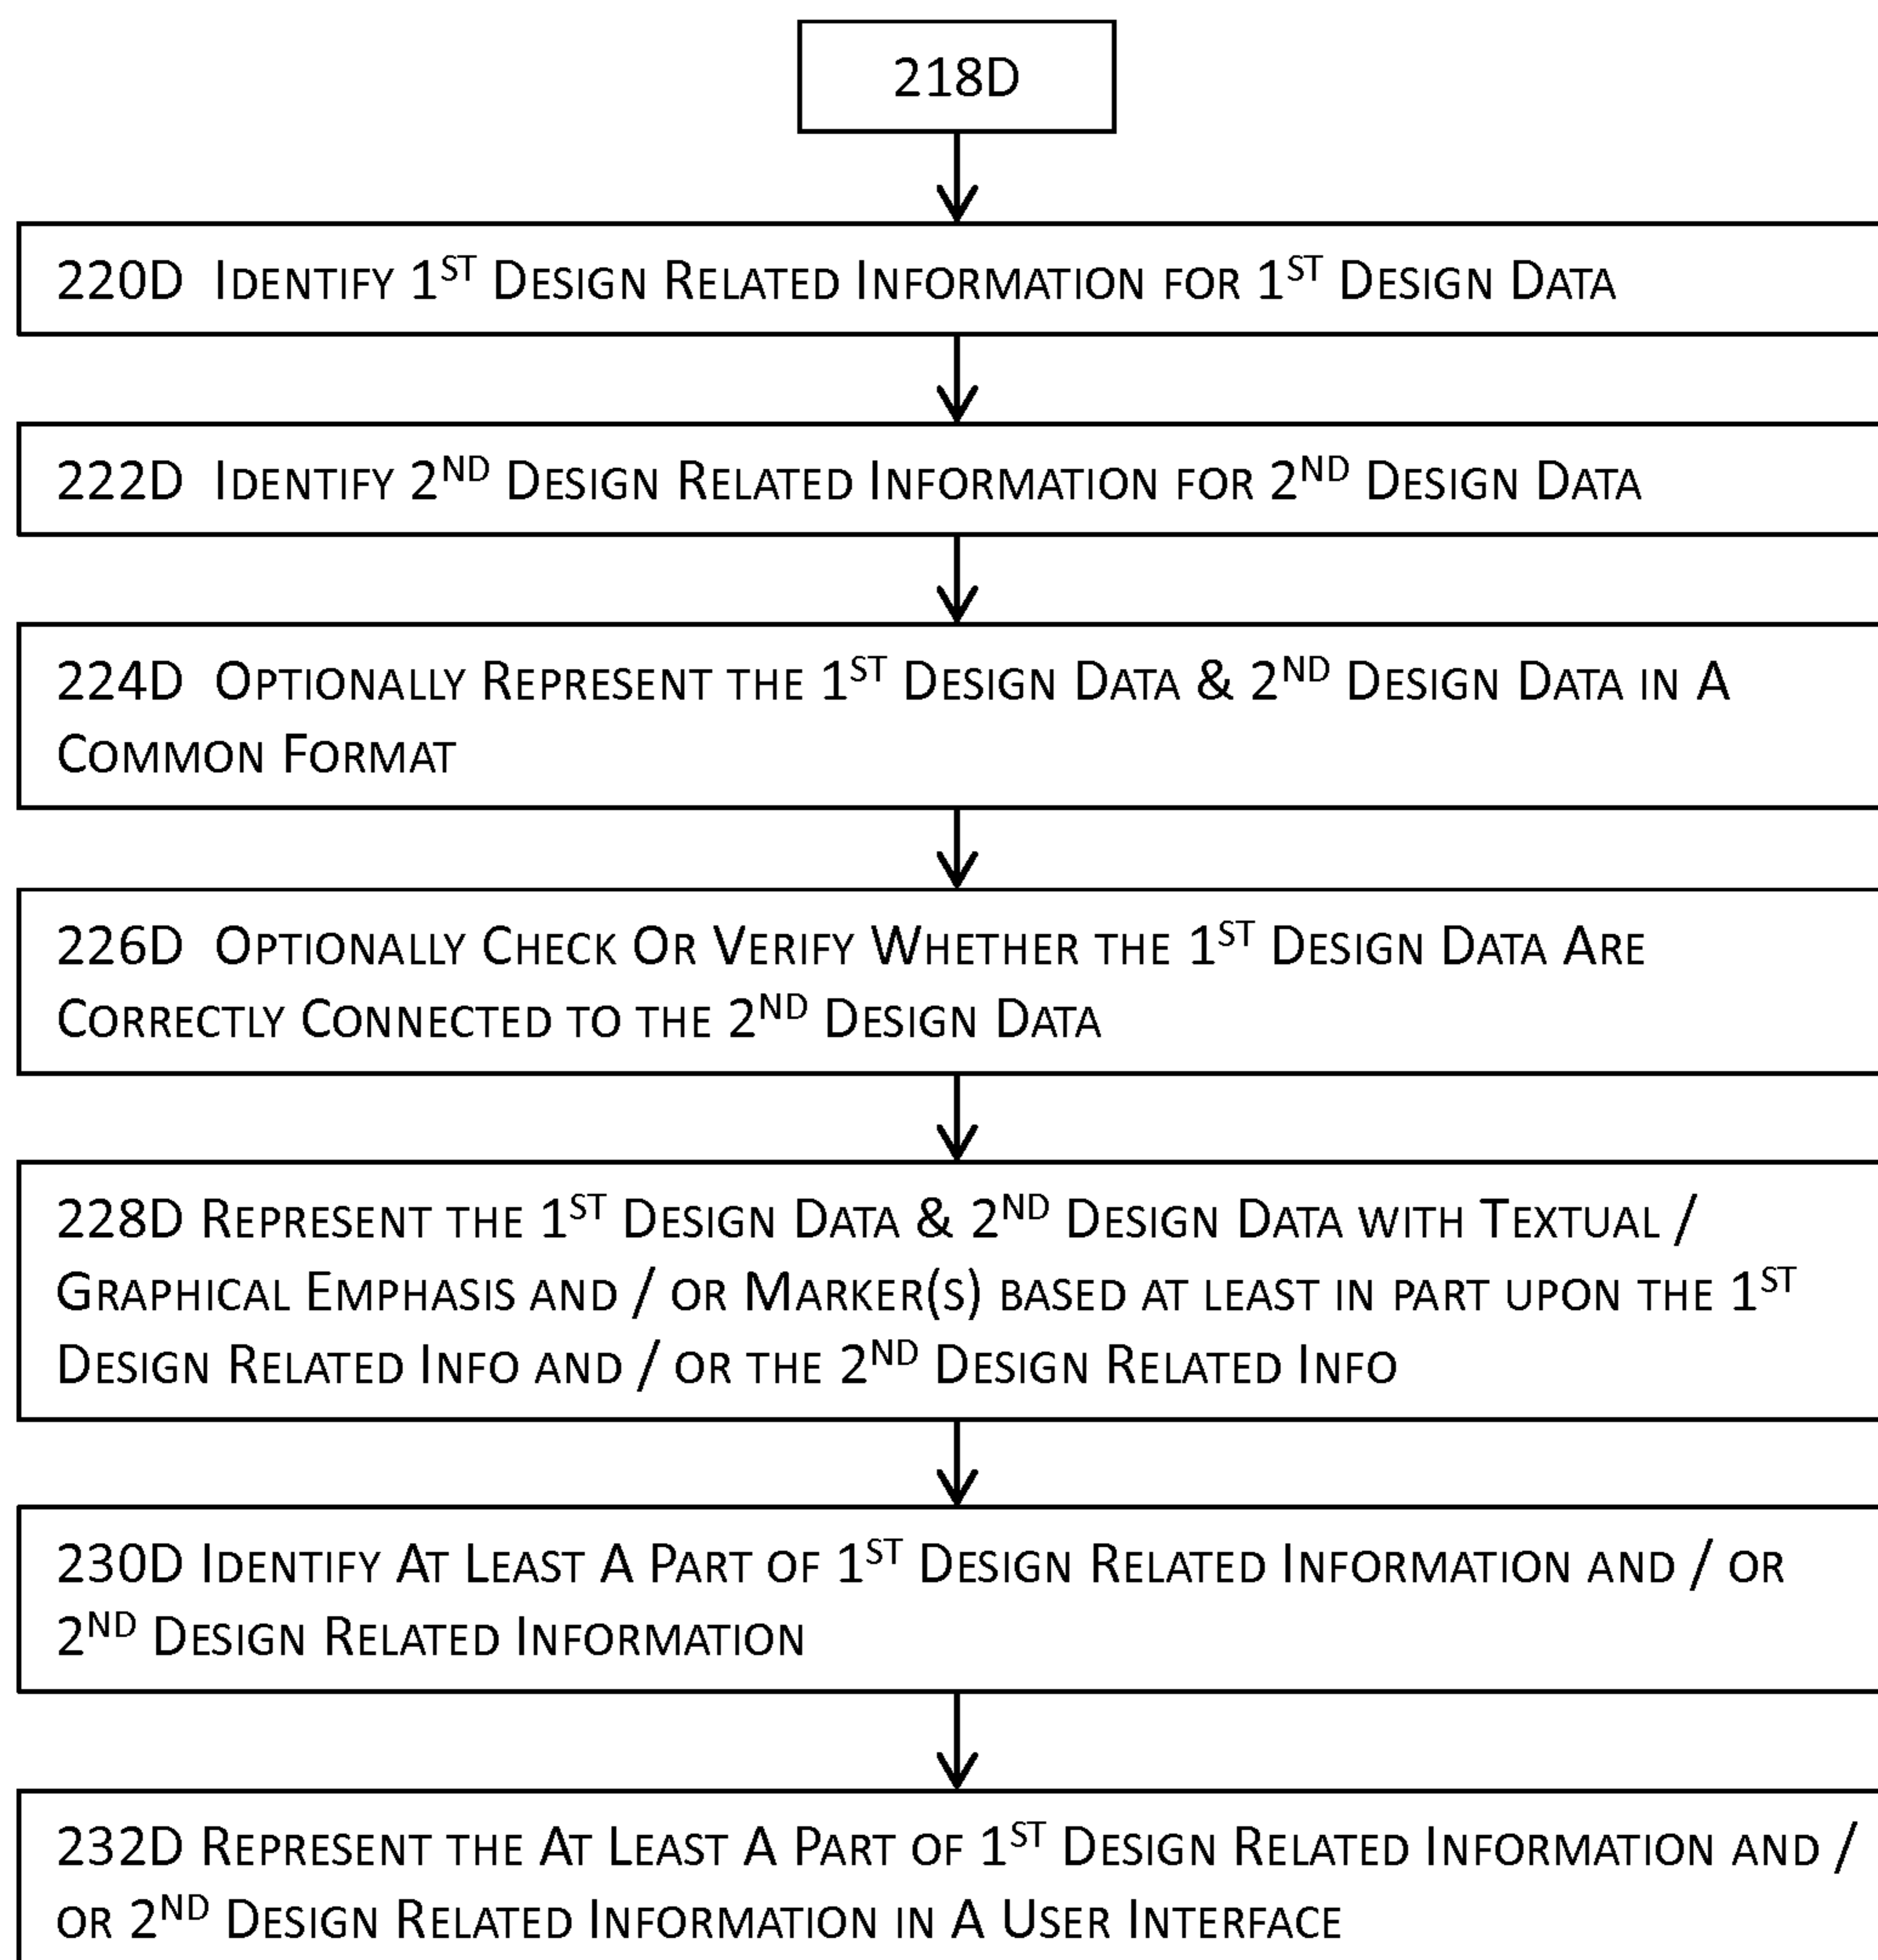 218D
220D Identify 1st Design Related Information for 1st Design Data
222D Identify 2nd Design Related Information for 2nd Design Data
224D Optionally Represent the 1st Design Data & 2nd Design Data in A
Common Format
226D Optionally Check Or Verify Whether the 1st Design Data Are
Correctly Connected to the 2nd Design Data
228D Represent the 1st Design Data & 2nd Design Data with Textual /
Graphical Emphasis and / or Marker(s) based at least in part upon the 1st
Design Related Info and / or the 2nd Design Related Info
230D Identify At Least A Part of 1st Design Related Information and / or
2nd Design Related Information
232D Represent the At Least A Part of 1st Design Related Information and /
or 2nd Design Related Information in A User Interface